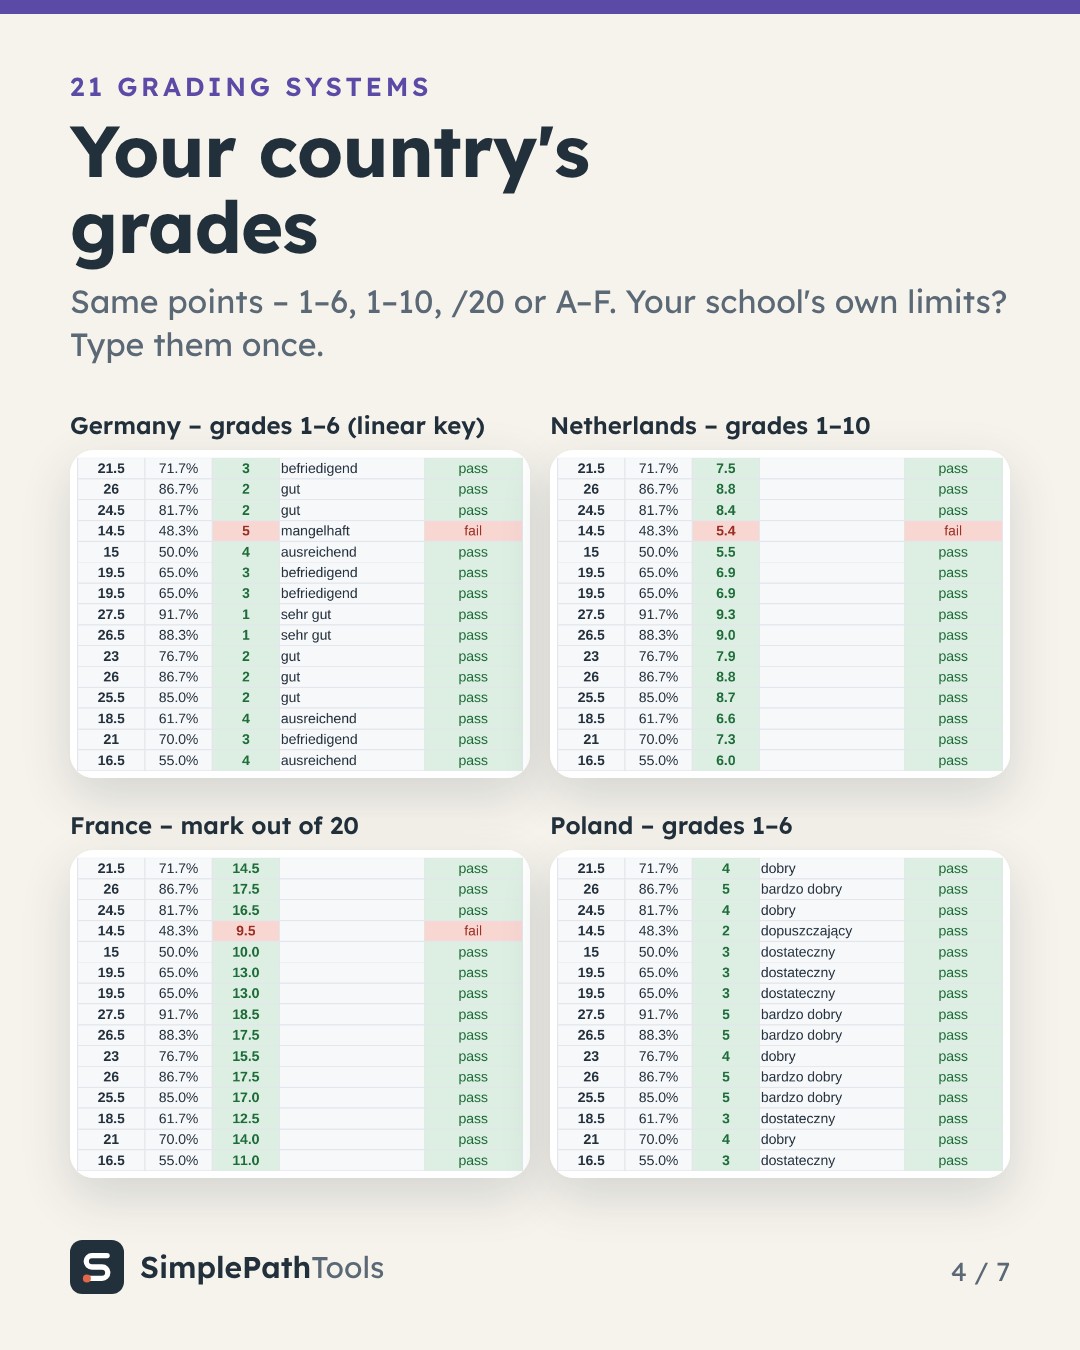 21 GRADING SYSTEMS
Your country's
grades
Same points – 1–6, 1–10, /20 or A–F. Your school's own limits?
Type them once.
Germany – grades 1–6 (linear key)
21.5 71.7% 3 befriedigend pass
26 86.7% 2 gut pass
24.5 81.7% 2 gut pass
14.5 48.3% 5 mangelhaft fail
15 50.0% 4 ausreichend pass
19.5 65.0% 3 befriedigend pass
19.5 65.0% 3 befriedigend pass
27.5 91.7% 1 sehr gut pass
26.5 88.3% 1 sehr gut pass
23 76.7% 2 gut pass
26 86.7% 2 gut pass
25.5 85.0% 2 gut pass
18.5 61.7% 4 ausreichend pass
21 70.0% 3 befriedigend pass
16.5 55.0% 4 ausreichend pass
Netherlands – grades 1–10
21.5 71.7% 7.5 pass
26 86.7% 8.8 pass
24.5 81.7% 8.4 pass
14.5 48.3% 5.4 fail
15 50.0% 5.5 pass
19.5 65.0% 6.9 pass
19.5 65.0% 6.9 pass
27.5 91.7% 9.3 pass
26.5 88.3% 9.0 pass
23 76.7% 7.9 pass
26 86.7% 8.8 pass
25.5 85.0% 8.7 pass
18.5 61.7% 6.6 pass
21 70.0% 7.3 pass
16.5 55.0% 6.0 pass
France – mark out of 20
21.5 71.7% 14.5 pass
26 86.7% 17.5 pass
24.5 81.7% 16.5 pass
14.5 48.3% 9.5 fail
15 50.0% 10.0 pass
19.5 65.0% 13.0 pass
19.5 65.0% 13.0 pass
27.5 91.7% 18.5 pass
26.5 88.3% 17.5 pass
23 76.7% 15.5 pass
26 86.7% 17.5 pass
25.5 85.0% 17.0 pass
18.5 61.7% 12.5 pass
21 70.0% 14.0 pass
16.5 55.0% 11.0 pass
Poland – grades 1–6
21.5 71.7% 4 dobry pass
26 86.7% 5 bardzo dobry pass
24.5 81.7% 4 dobry pass
14.5 48.3% 2 dopuszczający pass
15 50.0% 3 dostateczny pass
19.5 65.0% 3 dostateczny pass
19.5 65.0% 3 dostateczny pass
27.5 91.7% 5 bardzo dobry pass
26.5 88.3% 5 bardzo dobry pass
23 76.7% 4 dobry pass
26 86.7% 5 bardzo dobry pass
25.5 85.0% 5 bardzo dobry pass
18.5 61.7% 3 dostateczny pass
21 70.0% 4 dobry pass
16.5 55.0% 3 dostateczny pass
SimplePathTools
4 / 7